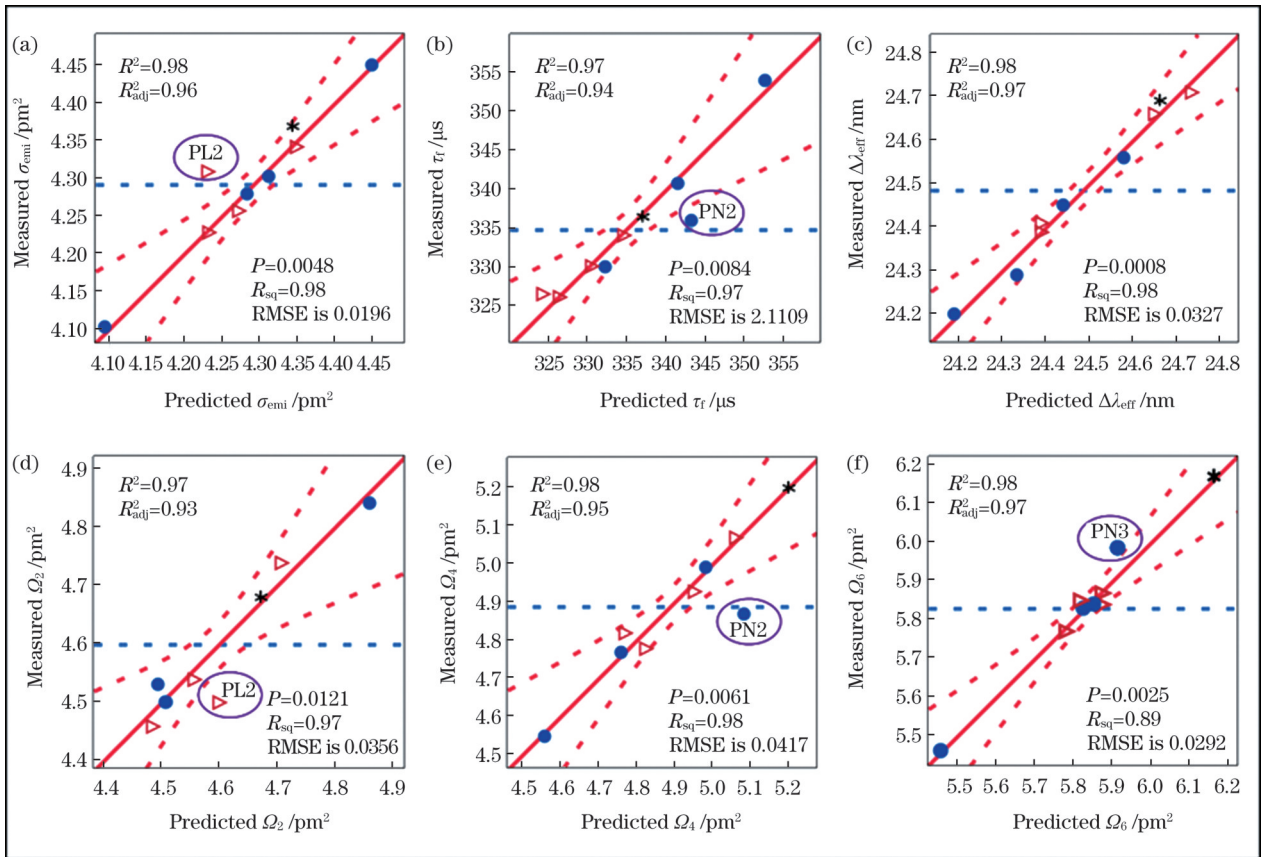 (a)
R²=0.98
R²adj=0.96
PL2
P=0.0048
Rsq=0.98
RMSE is 0.0196
4.45
4.40
4.35
4.30
4.25
4.20
4.15
4.10
Measured σemi /pm²
4.10 4.15 4.20 4.25 4.30 4.35 4.40 4.45
Predicted σemi /pm²
(b)
R²=0.97
R²adj=0.94
PN2
P=0.0084
Rsq=0.97
RMSE is 2.1109
355
350
345
340
335
330
325
Measured τf /μs
325 330 335 340 345 350 355
Predicted τf /μs
(c)
R²=0.98
R²adj=0.97
P=0.0008
Rsq=0.98
RMSE is 0.0327
24.8
24.7
24.6
24.5
24.4
24.3
24.2
Measured Δλeff /nm
24.2 24.3 24.4 24.5 24.6 24.7 24.8
Predicted Δλeff /nm
(d)
R²=0.97
R²adj=0.93
PL2
P=0.0121
Rsq=0.97
RMSE is 0.0356
4.9
4.8
4.7
4.6
4.5
4.4
Measured Ω2 /pm²
4.4 4.5 4.6 4.7 4.8 4.9
Predicted Ω2 /pm²
(e)
R²=0.98
R²adj=0.95
PN2
P=0.0061
Rsq=0.98
RMSE is 0.0417
5.2
5.1
5.0
4.9
4.8
4.7
4.6
4.5
Measured Ω4 /pm²
4.5 4.6 4.7 4.8 4.9 5.0 5.1 5.2
Predicted Ω4 /pm²
(f)
R²=0.98
R²adj=0.97
PN3
P=0.0025
Rsq=0.89
RMSE is 0.0292
6.2
6.1
6.0
5.9
5.8
5.7
5.6
5.5
Measured Ω6 /pm²
5.5 5.6 5.7 5.8 5.9 6.0 6.1 6.2
Predicted Ω6 /pm²